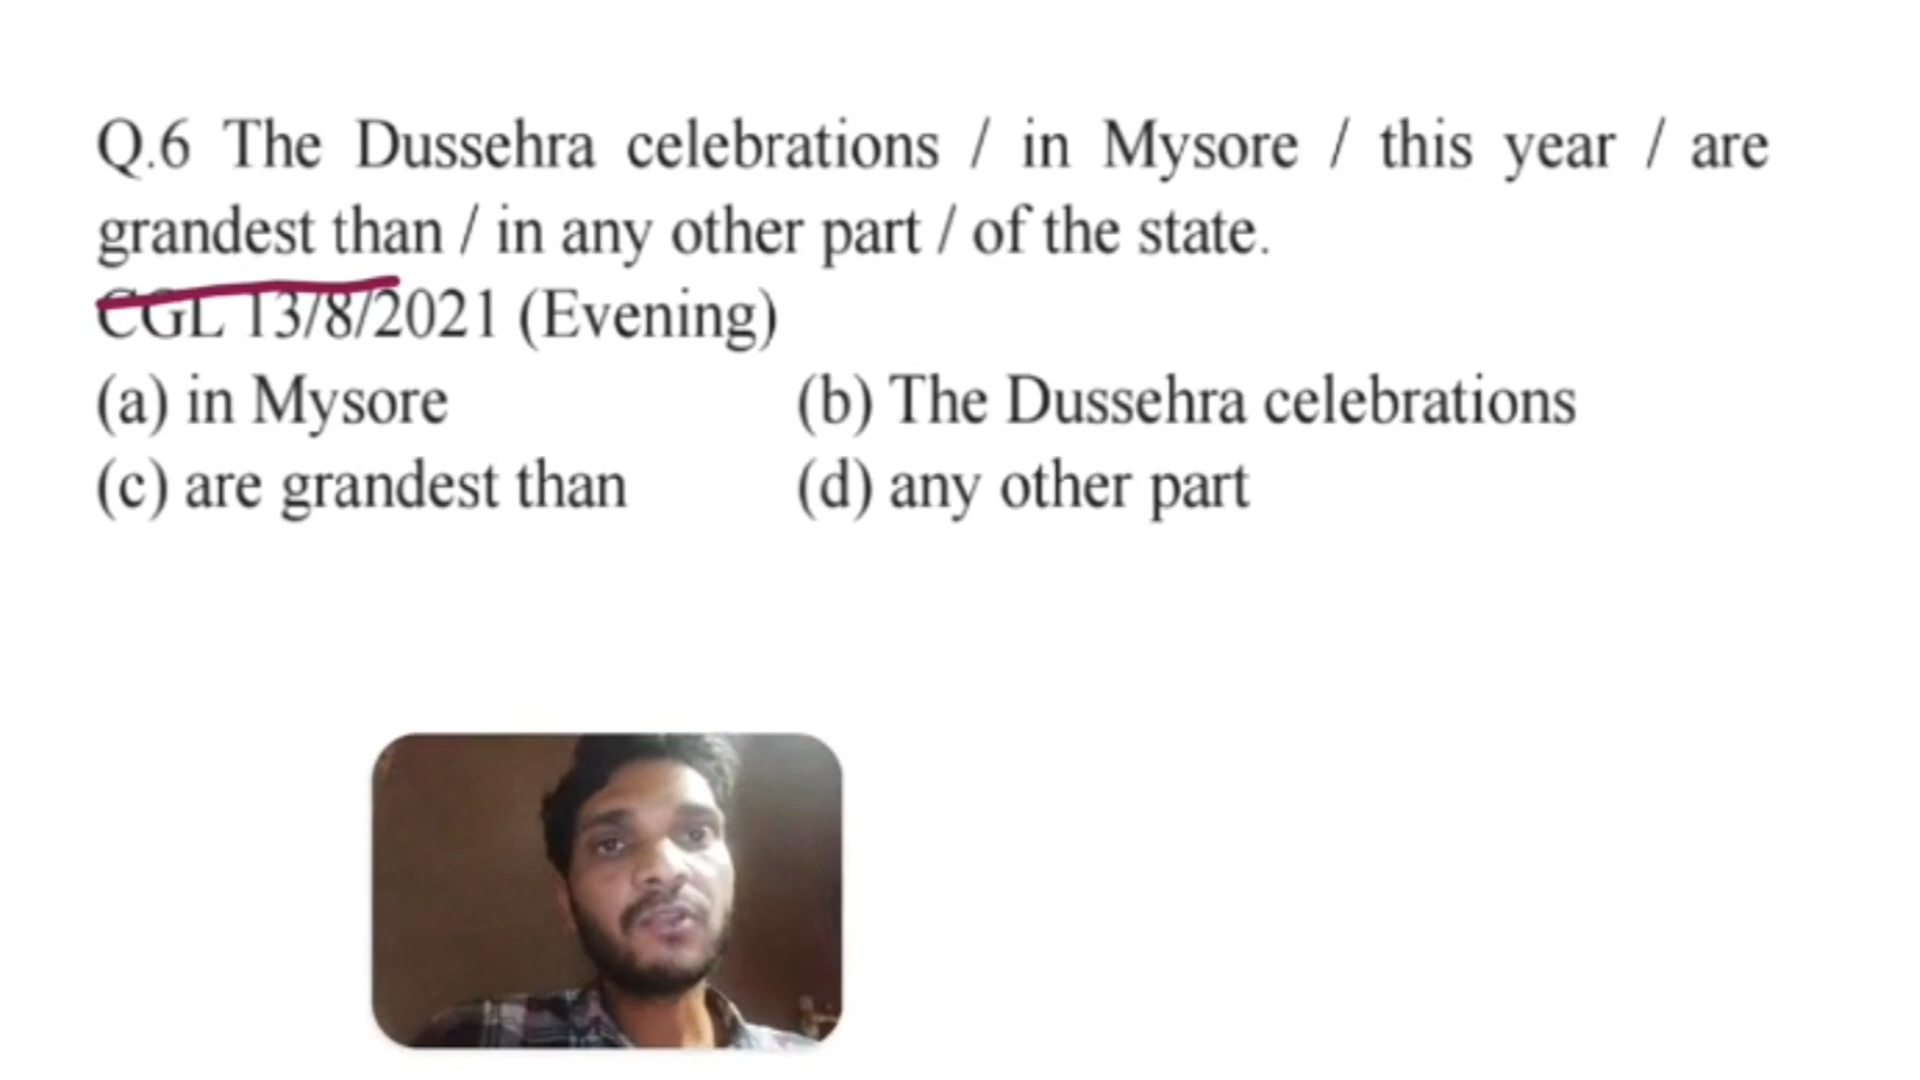 Q.6 The Dussehra celebrations / in Mysore / this year / are
grandest than / in any other part / of the state.
CGL 13/8/2021 (Evening)
(a) in Mysore (b) The Dussehra celebrations
(c) are grandest than (d) any other part